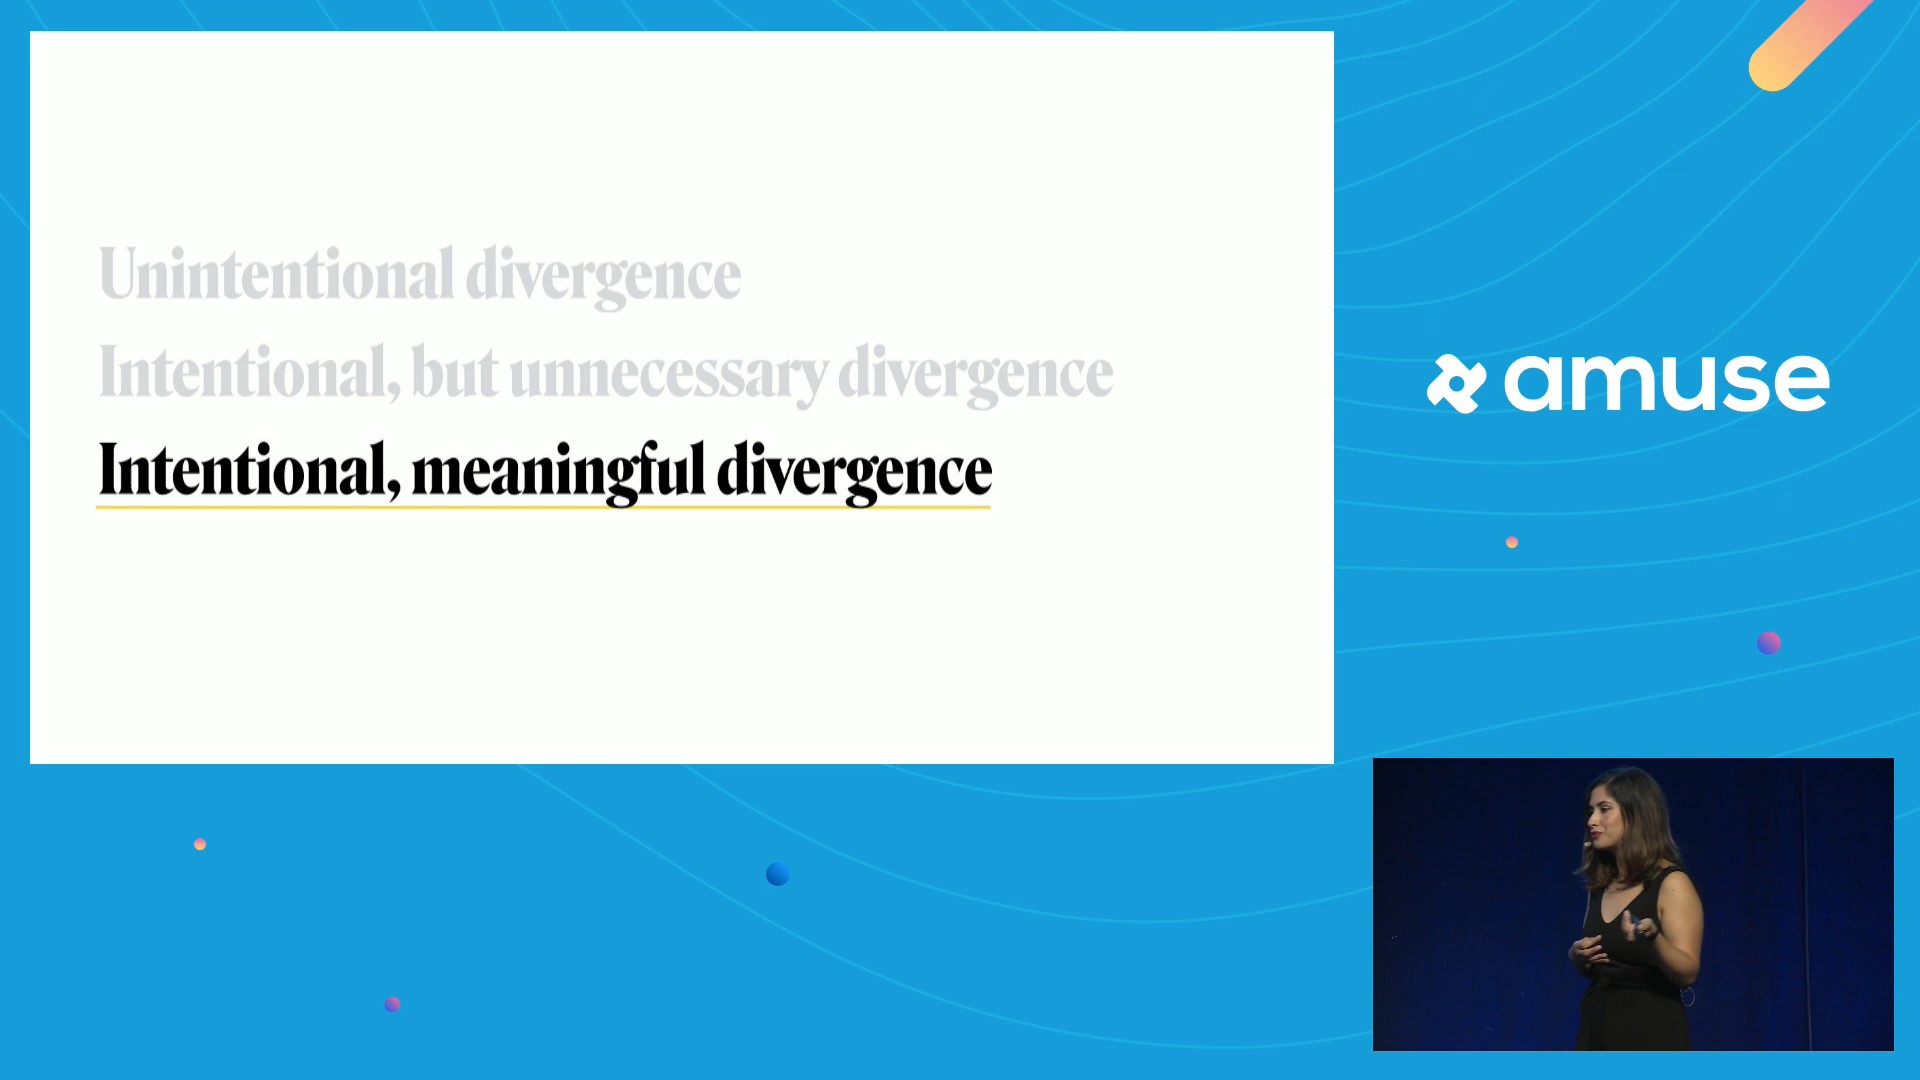 Unintentional divergence
Intentional, but unnecessary divergence
Intentional, meaningful divergence
amuse